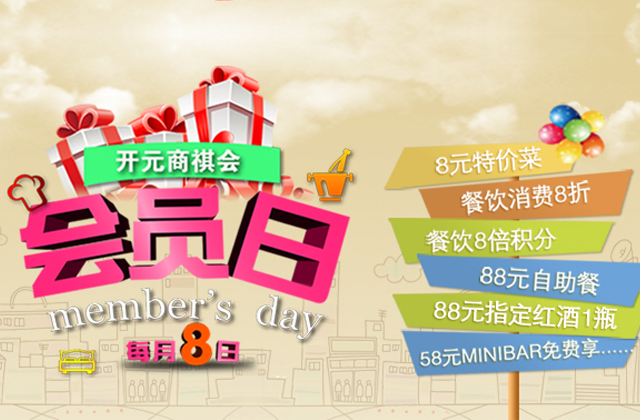 开元商祺会
会员日
member's day
每月8日
8元特价菜
餐饮消费8折
餐饮8倍积分
88元自助餐
88元指定红酒1瓶
58元MINIBAR免费享......